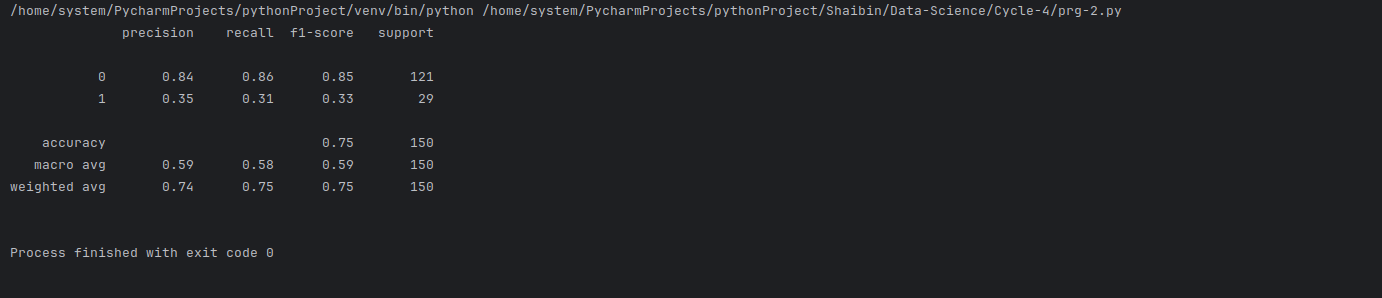 /home/system/PycharmProjects/pythonProject/venv/bin/python /home/system/PycharmProjects/pythonProject/Shaibin/Data-Science/Cycle-4/prg-2.py
              precision    recall  f1-score   support

           0       0.84      0.86      0.85       121
           1       0.35      0.31      0.33        29

    accuracy                           0.75       150
   macro avg       0.59      0.58      0.59       150
weighted avg       0.74      0.75      0.75       150

Process finished with exit code 0